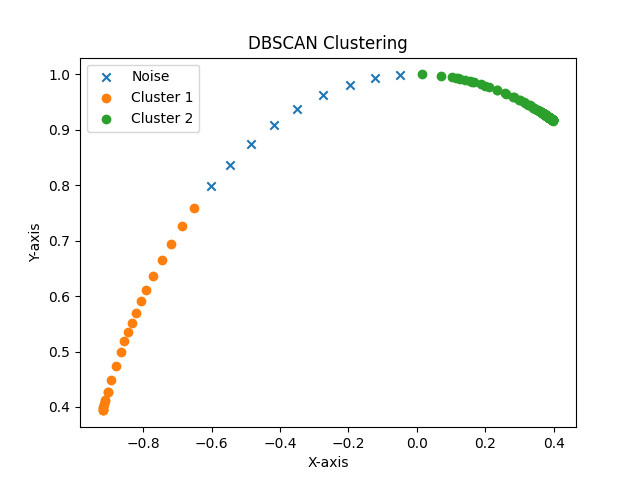 DBSCAN Clustering
Noise
Cluster 1
Cluster 2
1.0
0.9
0.8
0.7
0.6
0.5
0.4
Y-axis
−0.8 −0.6 −0.4 −0.2 0.0 0.2 0.4
X-axis